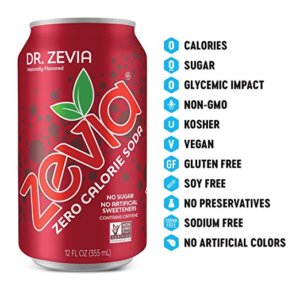 DR. ZEVIA
Naturally Flavored
zevia
ZERO CALORIE SODA
NO SUGAR
NO ARTIFICIAL
SWEETENERS
CONTAINS CAFFEINE
NON
GMO
12 FL OZ (355 mL)
0 CALORIES
0 SUGAR
0 GLYCEMIC IMPACT
NON-GMO
U KOSHER
V VEGAN
GF GLUTEN FREE
SOY FREE
NO PRESERVATIVES
SODIUM FREE
NO ARTIFICIAL COLORS